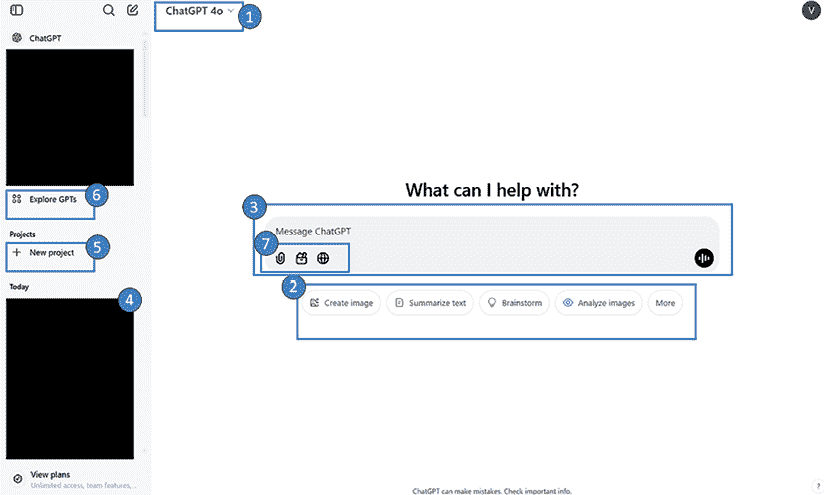 ChatGPT 4o
1
V
ChatGPT
6
Explore GPTs
Projects
5
New project
Today
4
What can I help with?
3
Message ChatGPT
7
2
Create image
Summarize text
Brainstorm
Analyze images
More
View plans
Unlimited access, team features,...
ChatGPT can make mistakes. Check important info.
?